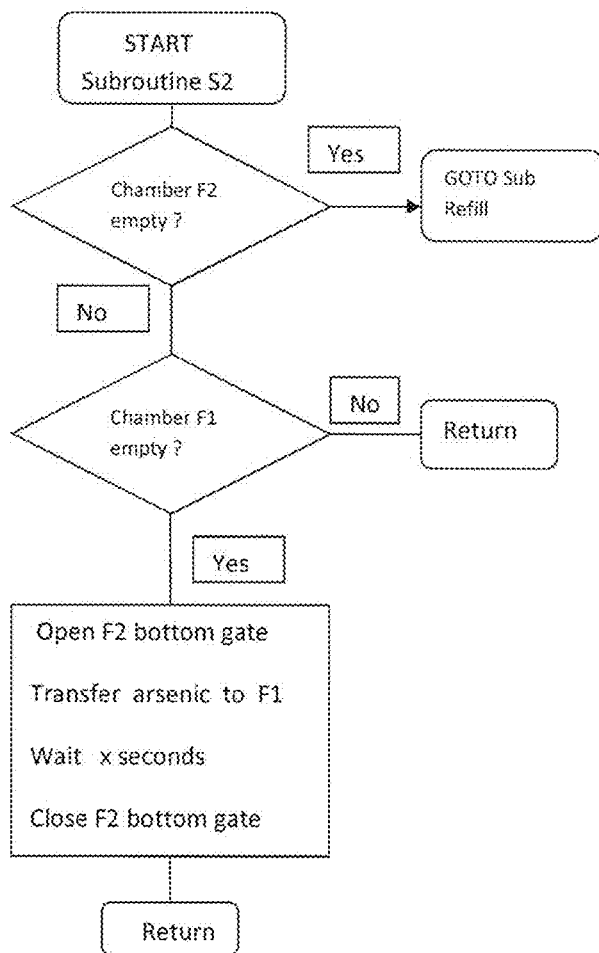 START
Subroutine S2
Yes
Chamber F2
empty ?
GOTO Sub
Refill
No
Chamber F1
empty ?
No
Return
Yes
Open F2 bottom gate
Transfer arsenic to F1
Wait x seconds
Close F2 bottom gate
Return